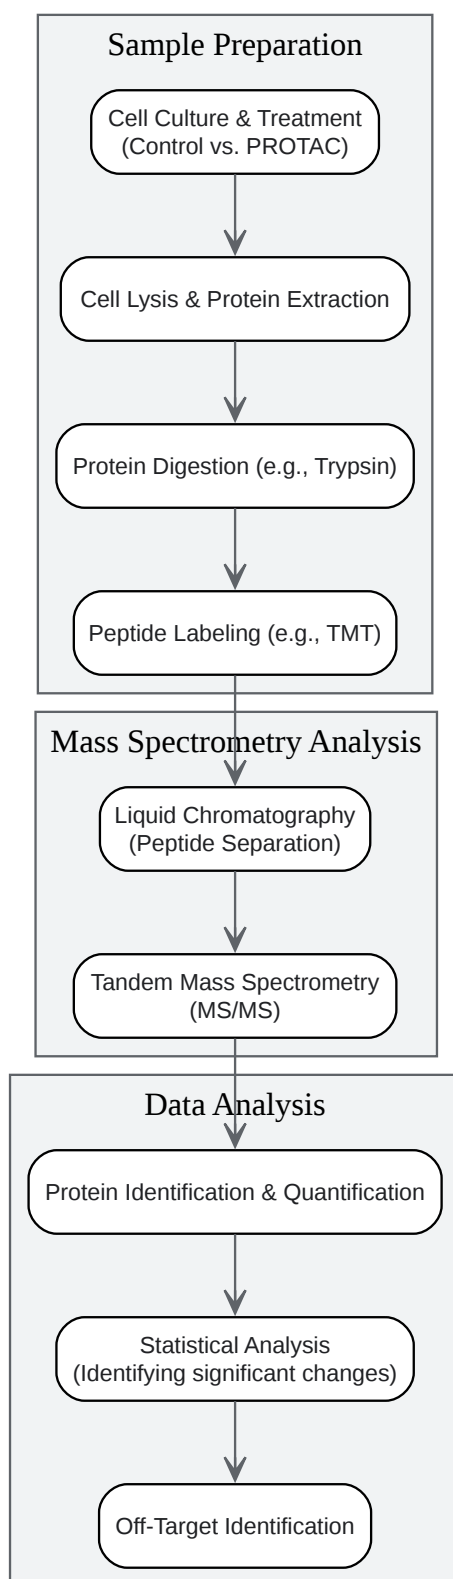 Sample Preparation
Cell Culture & Treatment
(Control vs. PROTAC)
Cell Lysis & Protein Extraction
Protein Digestion (e.g., Trypsin)
Peptide Labeling (e.g., TMT)
Mass Spectrometry Analysis
Liquid Chromatography
(Peptide Separation)
Tandem Mass Spectrometry
(MS/MS)
Data Analysis
Protein Identification & Quantification
Statistical Analysis
(Identifying significant changes)
Off-Target Identification